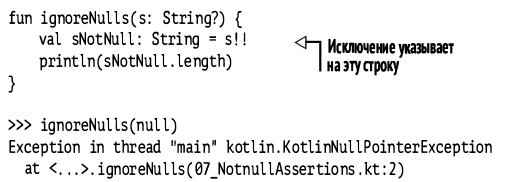 fun ignoreNulls(s: String?) {
    val sNotNull: String = s!!
    println(sNotNull.length)
}
Исключение указывает
на эту строку
>>> ignoreNulls(null)
Exception in thread "main" kotlin.KotlinNullPointerException
  at <...>.ignoreNulls(07_NotnullAssertions.kt:2)